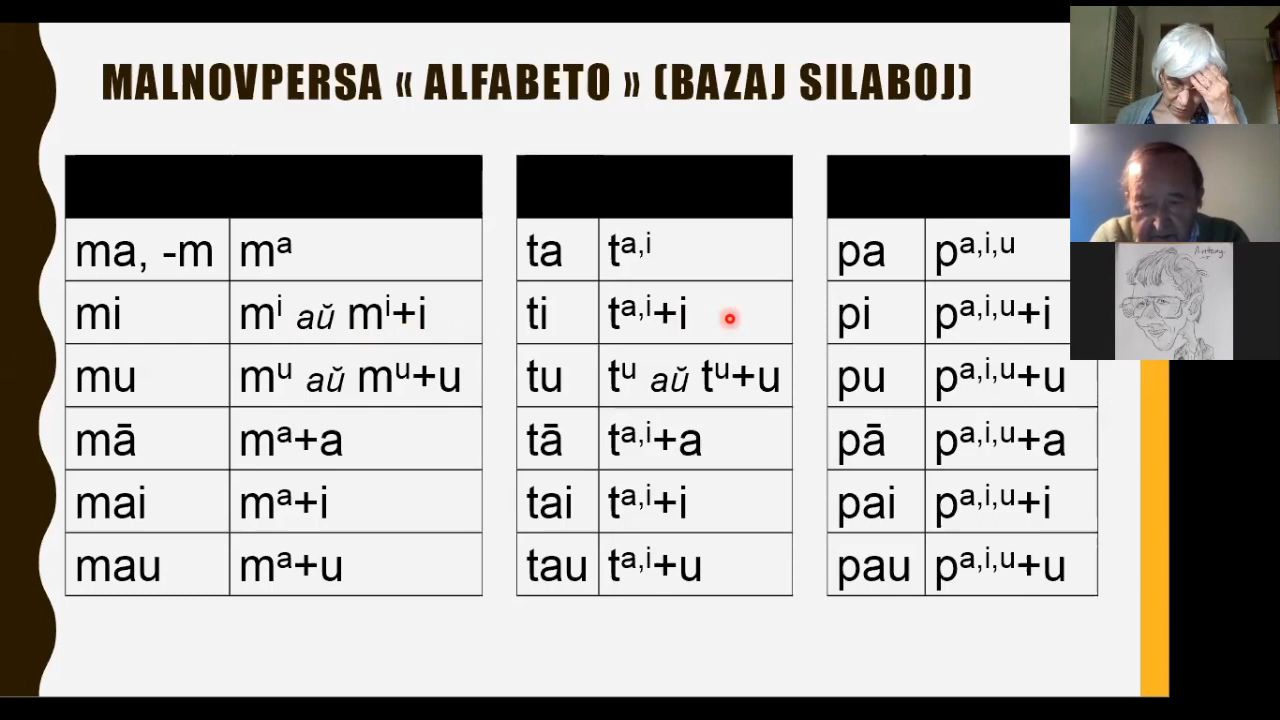 MALNOVPERSA « ALFABETO » (BAZAJ SILABOJ)
ma, -m mᵃ
mi mⁱ aŭ mⁱ+i
mu mᵘ aŭ mᵘ+u
mā mᵃ+a
mai mᵃ+i
mau mᵃ+u
ta tᵃ,ⁱ
ti tᵃ,ⁱ+i
tu tᵘ aŭ tᵘ+u
tā tᵃ,ⁱ+a
tai tᵃ,ⁱ+i
tau tᵃ,ⁱ+u
pa pᵃ,ⁱ,ᵘ
pi pᵃ,ⁱ,ᵘ+i
pu pᵃ,ⁱ,ᵘ+u
pā pᵃ,ⁱ,ᵘ+a
pai pᵃ,ⁱ,ᵘ+i
pau pᵃ,ⁱ,ᵘ+u